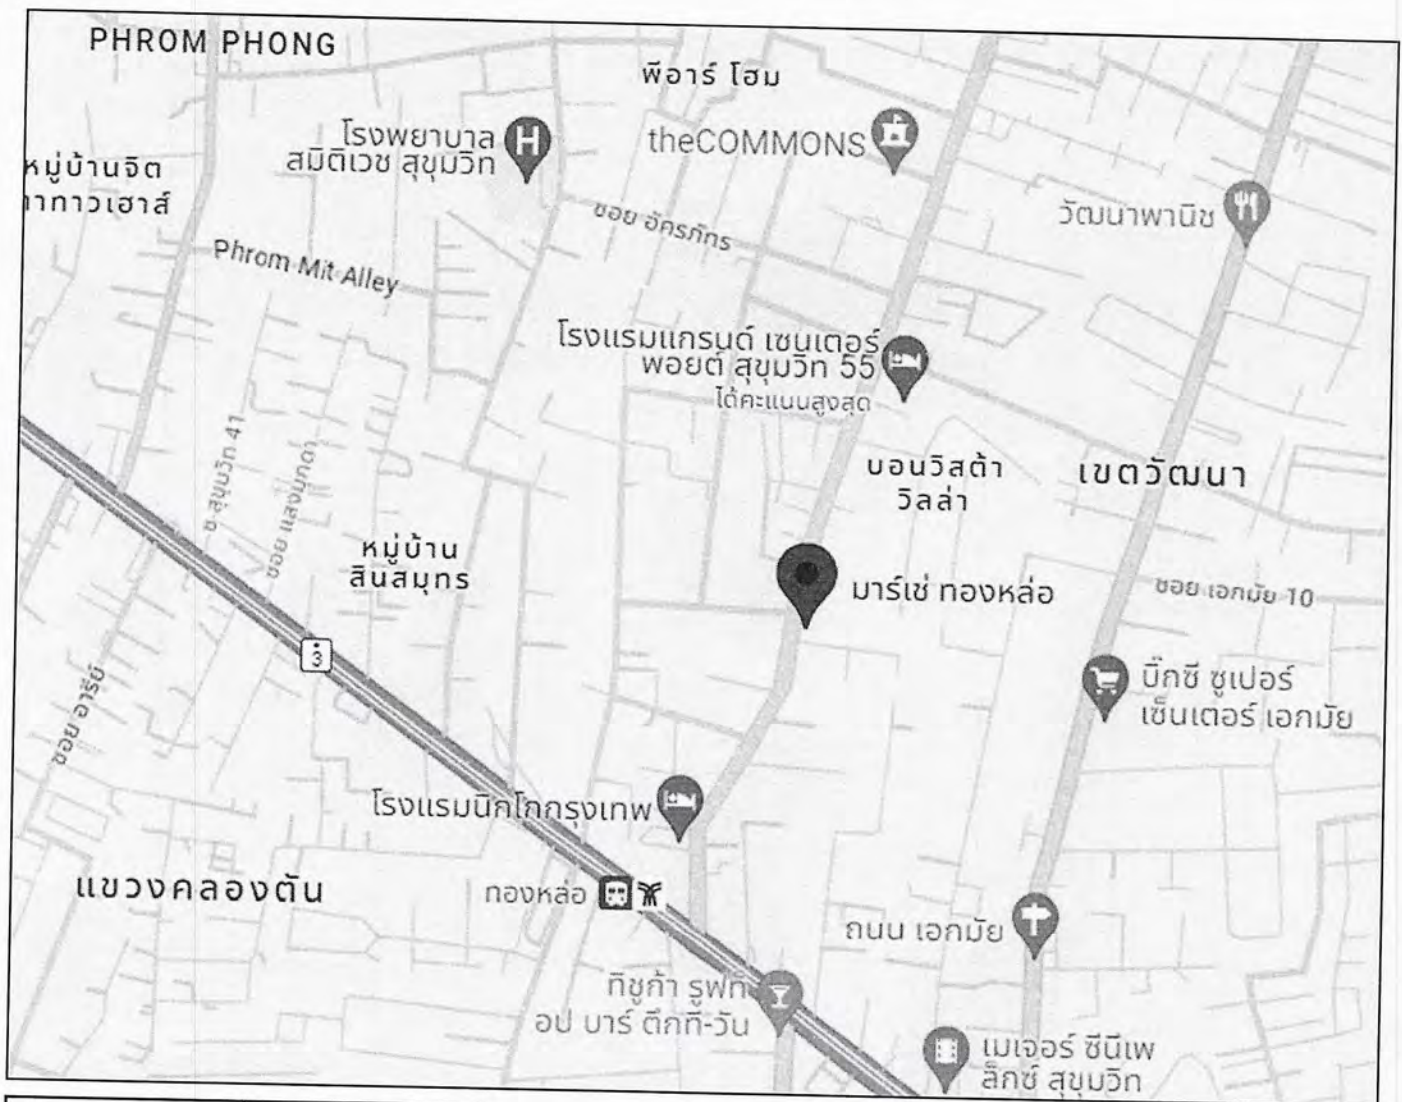 PHROM PHONG
พีอาร์ โฮม
โรงพยาบาล
สมิติเวช สุขุมวิท
H
theCOMMONS
หมู่บ้านจิต
วัฒนาพานิช
ซอย อัครภัทร
Phrom Mit Alley
โรงแรมแกรนด์ เซนเตอร์
พอยต์ สุขุมวิท 55
ได้คะแนนสูงสุด
บอนวิสต้า
วิลล่า
เขตวัฒนา
ซ สุขุมวิท 41
ซอย แสงมุกดา
หมู่บ้าน
สินสมุทร
มาร์เช่ ทองหล่อ
ซอย เอกมัย 10
3
บิ๊กซี ซูเปอร์
เซ็นเตอร์ เอกมัย
ซอย อารีย์
โรงแรมนิกโกกรุงเทพ
แขวงคลองตัน
ทองหล่อ
ถนน เอกมัย
ทิชูก้า รูฟท็
อป บาร์ ตึกที-วัน
เมเจอร์ ซีนีเพ
ล็กซ์ สุขุมวิท